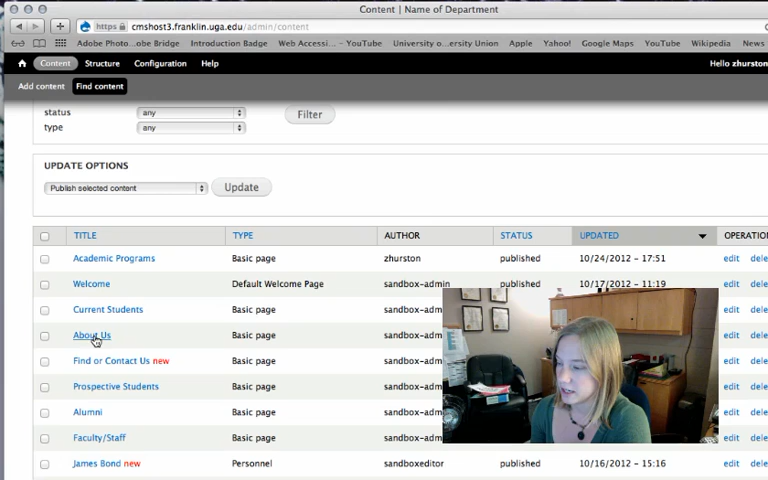 Content | Name of Department
https cmshost3.franklin.uga.edu/admin/content
Adobe Photo...obe Bridge Introduction Badge Web Accessi... - YouTube University o...ersity Union Apple Yahoo! Google Maps YouTube Wikipedia News
Content Structure Configuration Help Hello zhurston
Add content Find content
status any
type any
Filter
UPDATE OPTIONS
Publish selected content Update
TITLE TYPE AUTHOR STATUS UPDATED OPERATIO
Academic Programs Basic page zhurston published 10/24/2012 - 17:51 edit dele
Welcome Default Welcome Page sandbox-admin published 10/17/2012 - 11:19 edit dele
Current Students Basic page sandbox-adm edit dele
About Us Basic page sandbox-adm edit dele
Find or Contact Us new Basic page sandbox-adm edit dele
Prospective Students Basic page sandbox-adm edit dele
Alumni Basic page sandbox-adm edit dele
Faculty/Staff Basic page sandbox-adm edit dele
James Bond new Personnel sandboxeditor published 10/16/2012 - 15:16 edit dele